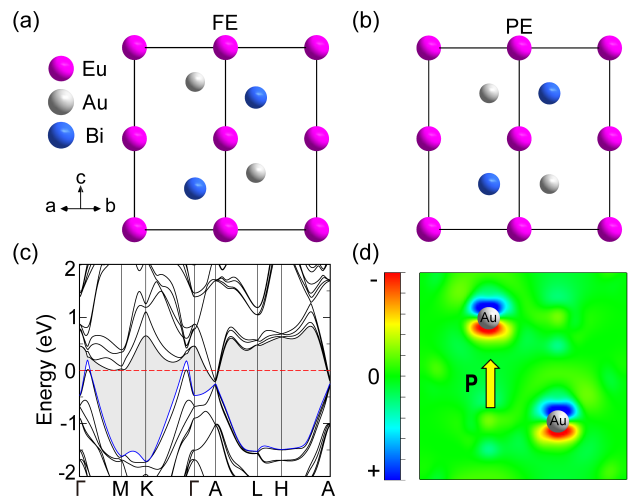 (a)
FE
(b)
PE
Eu
Au
Bi
c
a
b
(c)
(d)
Energy (eV)
2
1
0
-1
-2
Γ
M
K
Γ
A
L
H
A
-
0
+
Au
P
Au